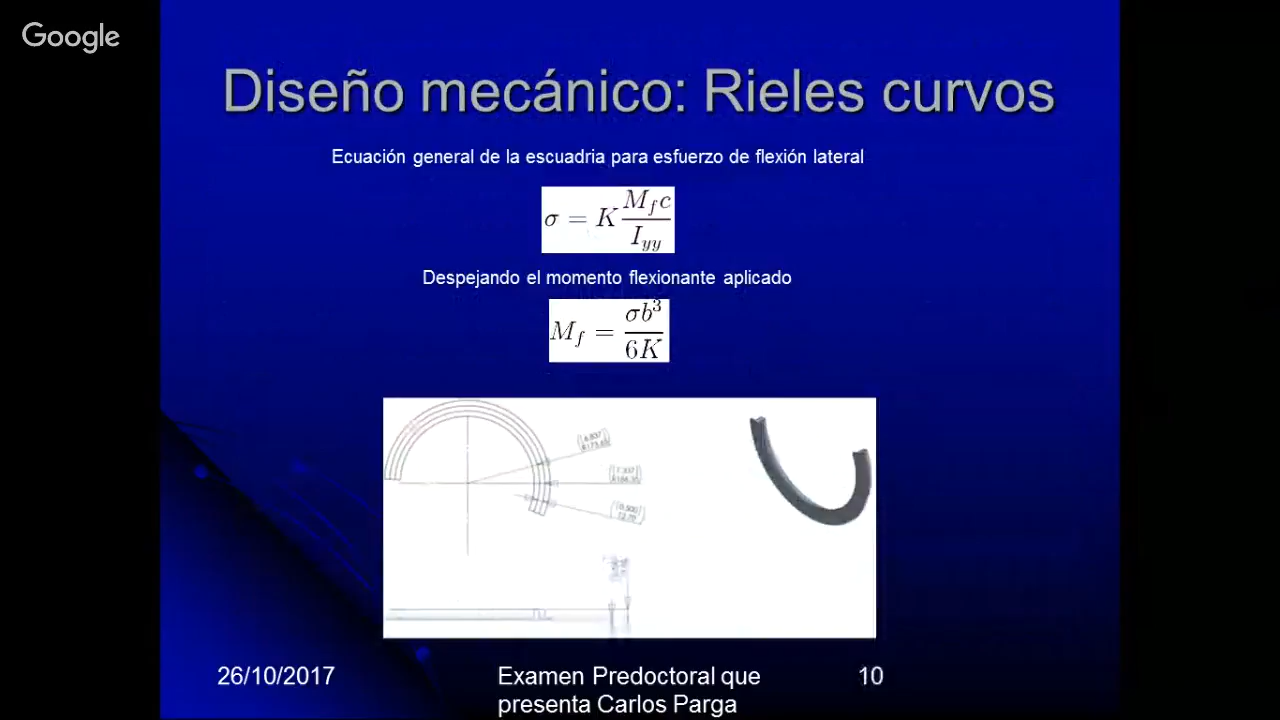 Google
Diseño mecánico: Rieles curvos
Ecuación general de la escuadria para esfuerzo de flexión lateral
σ = K M_f c / I_yy
Despejando el momento flexionante aplicado
M_f = σb³ / 6K
26/10/2017
Examen Predoctoral que
presenta Carlos Parga
10